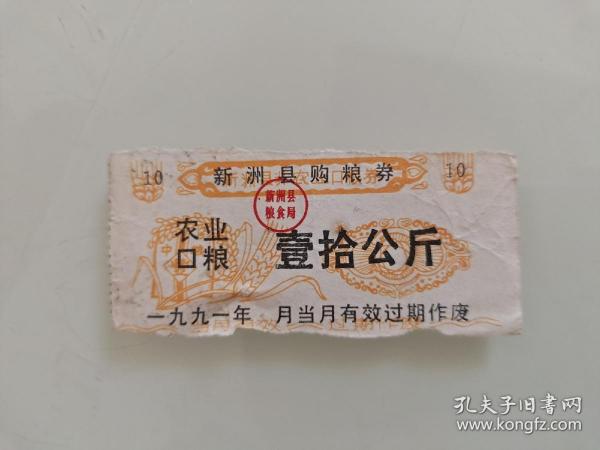 10 新洲县购粮券 10
新洲县
粮食局
农业
口粮
壹拾公斤
一九九一年 月当月有效过期作废
孔夫子旧书网
www.kongfz.com